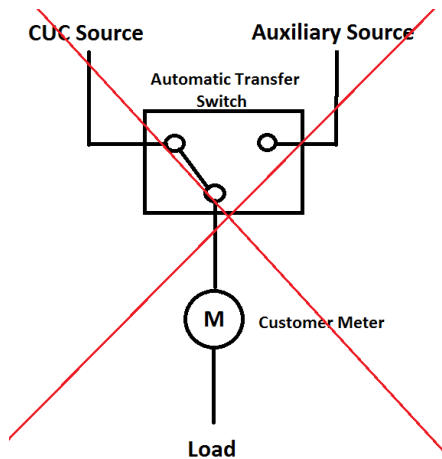 CUC Source
Auxiliary Source
Automatic Transfer
Switch
M
Customer Meter
Load